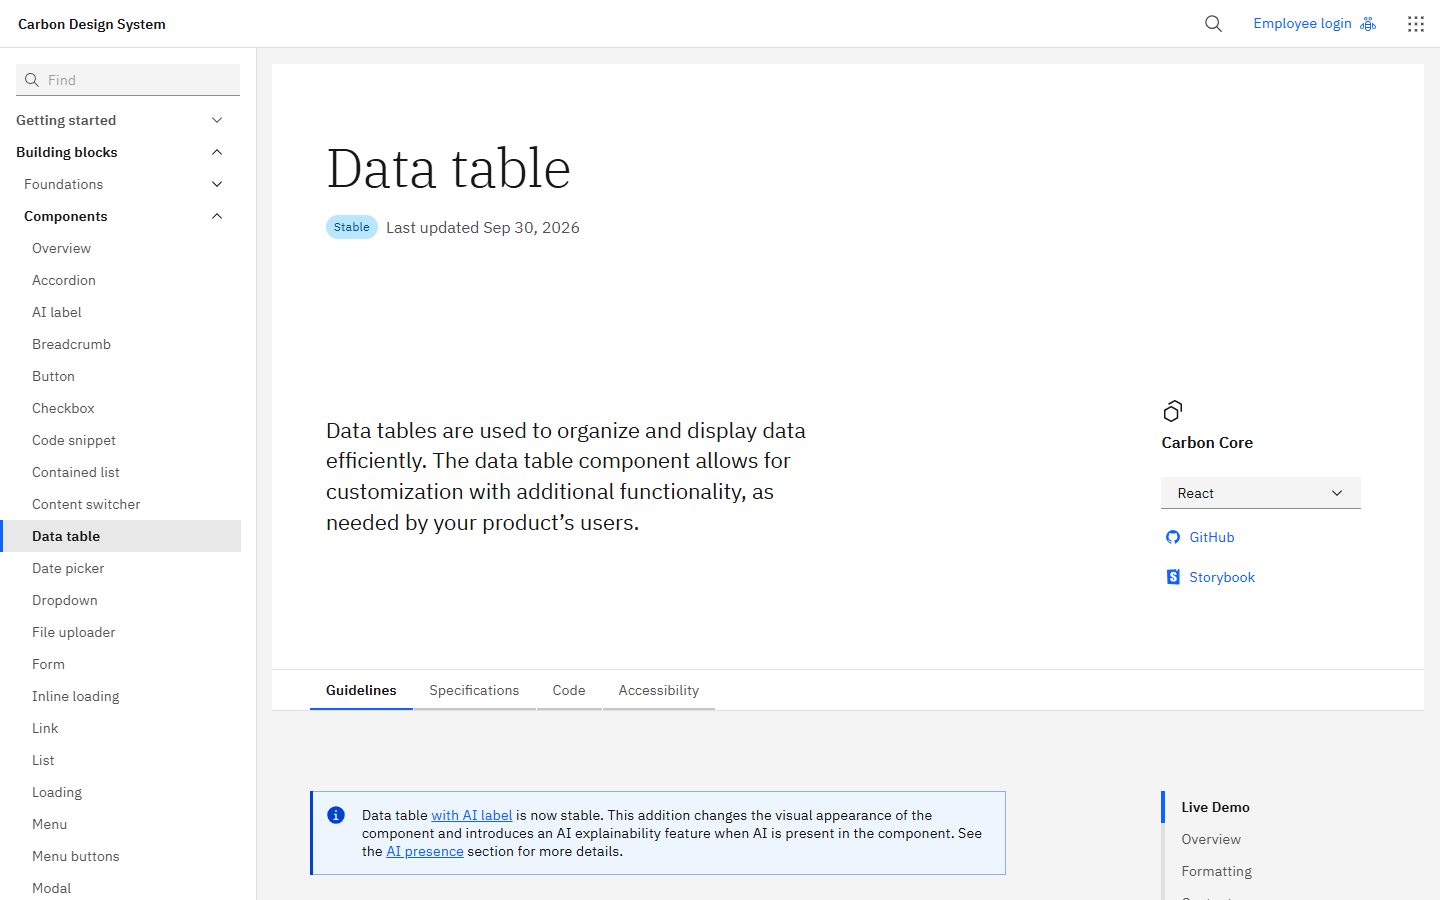 Carbon Design System
Employee login
Find
Getting started
Building blocks
Foundations
Components
Overview
Accordion
AI label
Breadcrumb
Button
Checkbox
Code snippet
Contained list
Content switcher
Data table
Date picker
Dropdown
File uploader
Form
Inline loading
Link
List
Loading
Menu
Menu buttons
Modal
Data table
Stable
Last updated Sep 30, 2026
Data tables are used to organize and display data
efficiently. The data table component allows for
customization with additional functionality, as
needed by your product’s users.
Carbon Core
React
GitHub
Storybook
Guidelines
Specifications
Code
Accessibility
Data table with AI label is now stable. This addition changes the visual appearance of the
component and introduces an AI explainability feature when AI is present in the component. See
the AI presence section for more details.
Live Demo
Overview
Formatting